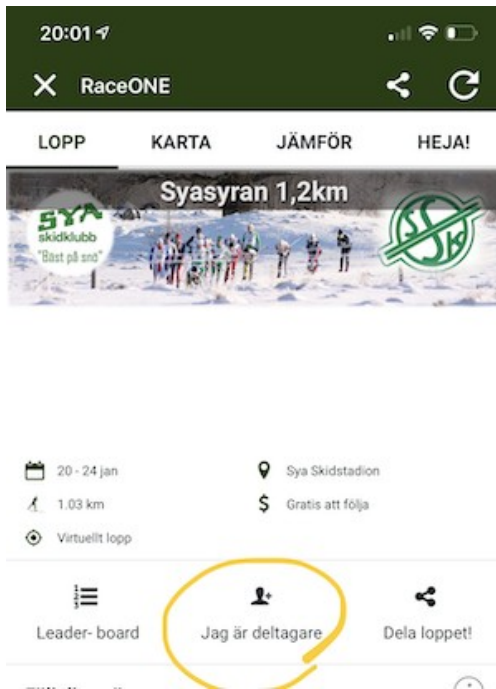 20:01
RaceONE
LOPP KARTA JÄMFÖR HEJA!
Syasyran 1,2km
SYA
skidklubb
"Bäst på snö"
SSK
20 - 24 jan
Sya Skidstadion
1.03 km
$ Gratis att följa
Virtuellt lopp
Leader- board
Jag är deltagare
Dela loppet!